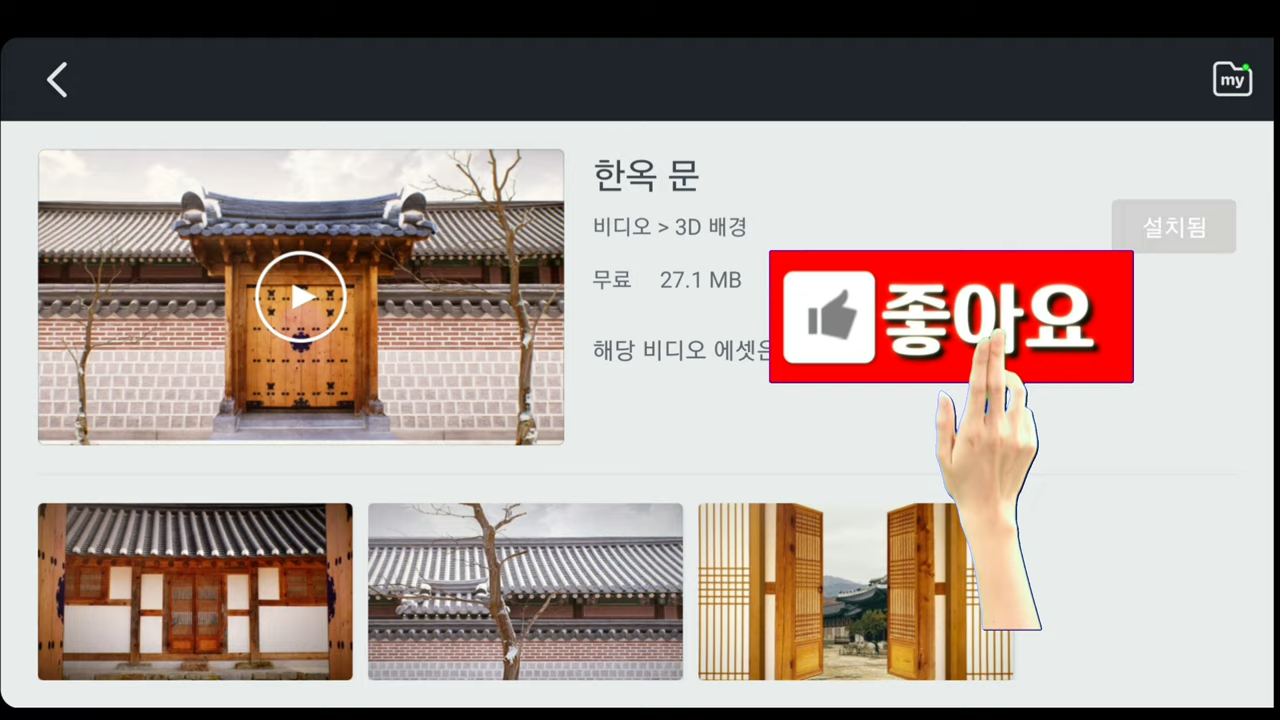 my
한옥 문
비디오 > 3D 배경
설치됨
무료 27.1 MB
좋아요
해당 비디오 에셋은